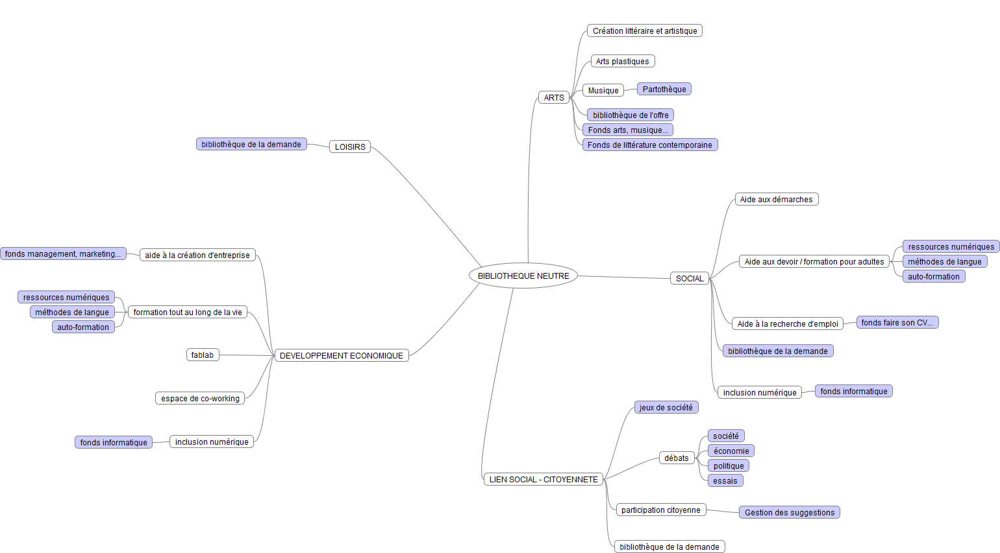 BIBLIOTHEQUE NEUTRE
ARTS
Création littéraire et artistique
Arts plastiques
Musique
Partothèque
bibliothèque de l'offre
Fonds arts, musique...
Fonds de littérature contemporaine
SOCIAL
Aide aux démarches
Aide aux devoir / formation pour adultes
ressources numériques
méthodes de langue
auto-formation
Aide à la recherche d'emploi
fonds faire son CV...
bibliothèque de la demande
inclusion numérique
fonds informatique
LIEN SOCIAL - CITOYENNETE
jeux de société
débats
société
économie
politique
essais
participation citoyenne
Gestion des suggestions
bibliothèque de la demande
LOISIRS
bibliothèque de la demande
DEVELOPPEMENT ECONOMIQUE
aide à la création d'entreprise
fonds management, marketing...
formation tout au long de la vie
ressources numériques
méthodes de langue
auto-formation
fablab
espace de co-working
inclusion numérique
fonds informatique